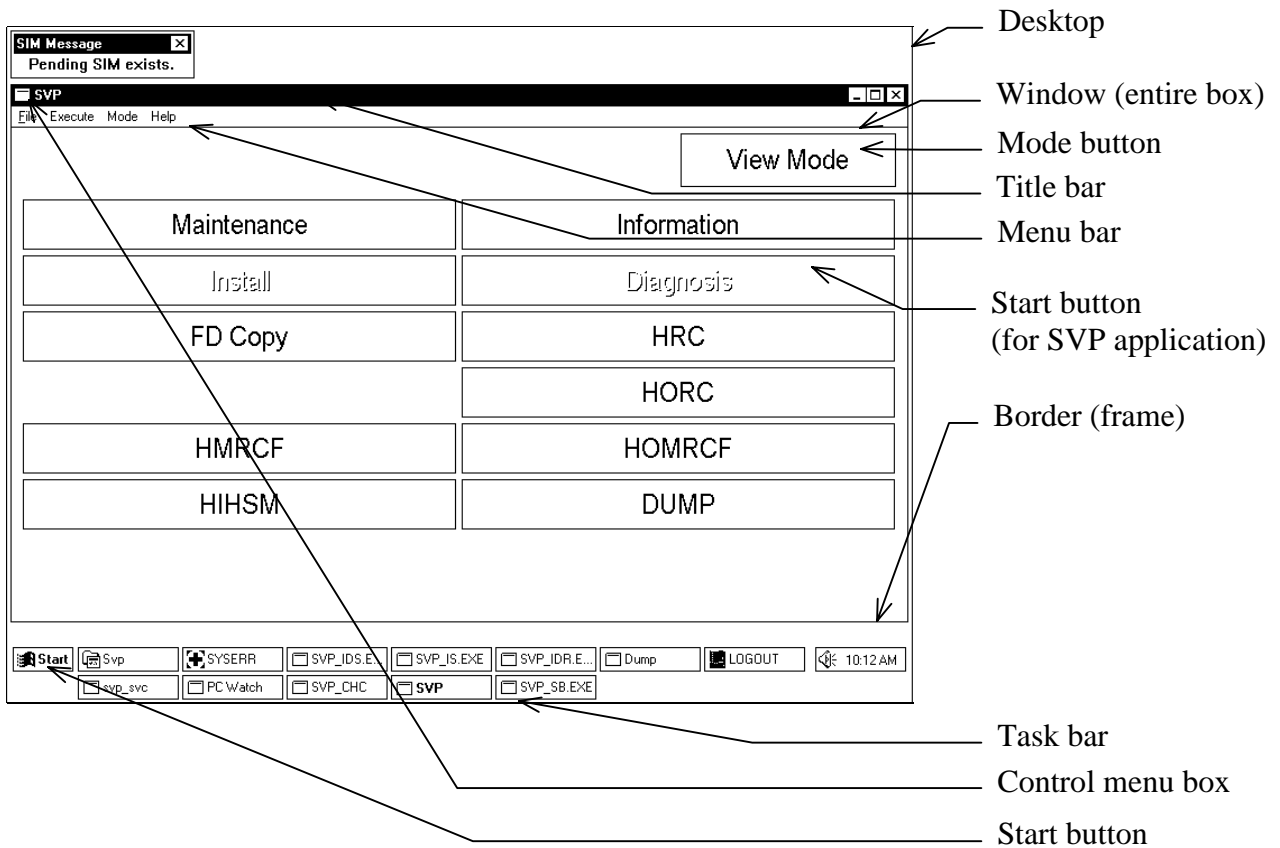 Desktop
SIM Message
Pending SIM exists.
SVP
Window (entire box)
File Execute Mode Help
Mode button
View Mode
Title bar
Maintenance
Information
Menu bar
Install
Diagnosis
Start button
(for SVP application)
FD Copy
HRC
HORC
Border (frame)
HMRCF
HOMRCF
HIHSM
DUMP
Start Svp SYSERR SVP_IDS.E... SVP_IS.EXE SVP_IDR.E... Dump LOGOUT 10:12 AM
svp_svc PC Watch SVP_CHC SVP SVP_SB.EXE
Task bar
Control menu box
Start button